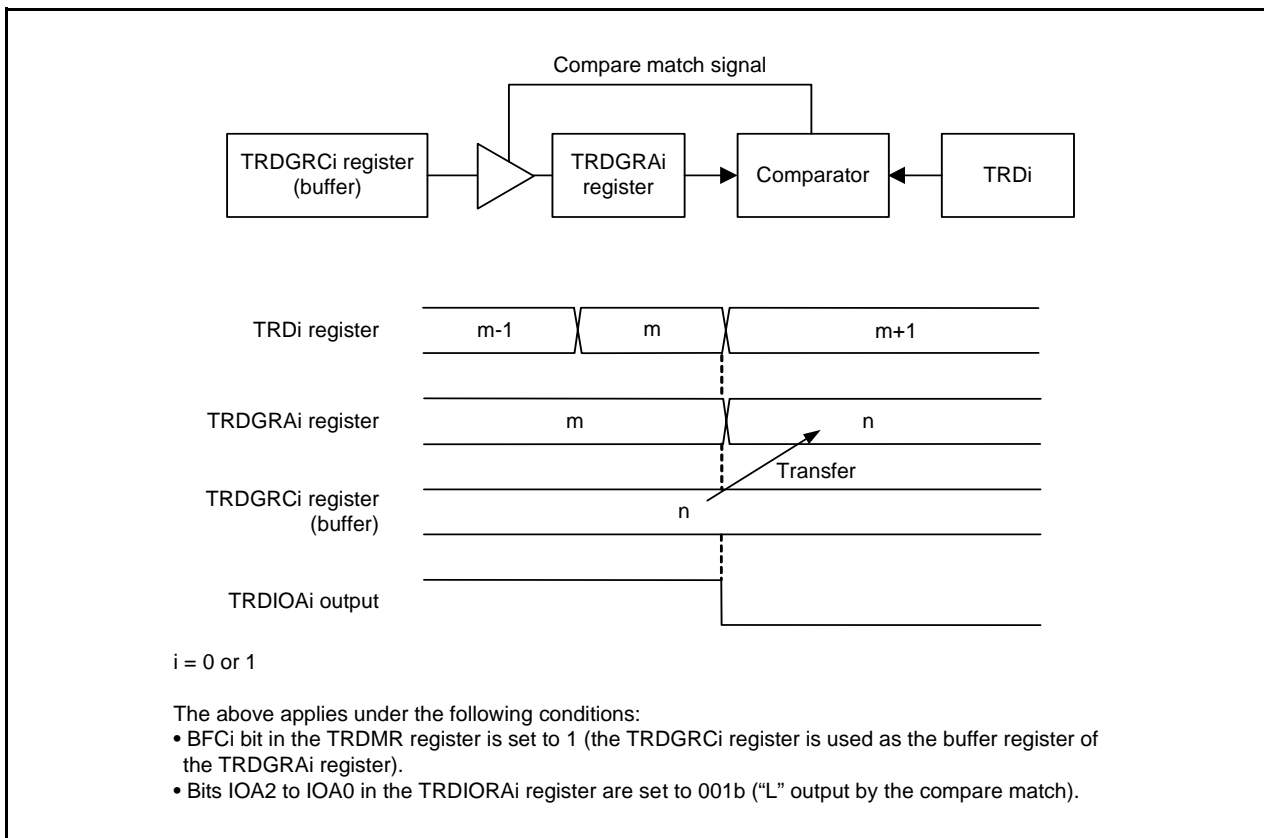 Compare match signal
TRDGRCi register
(buffer)
TRDGRAi
register
Comparator
TRDi
TRDi register
m-1
m
m+1
TRDGRAi register
m
n
Transfer
TRDGRCi register
(buffer)
n
TRDIOAi output
i = 0 or 1
The above applies under the following conditions:
• BFCi bit in the TRDMR register is set to 1 (the TRDGRCi register is used as the buffer register of
the TRDGRAi register).
• Bits IOA2 to IOA0 in the TRDIORAi register are set to 001b (“L” output by the compare match).